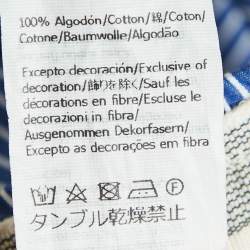 100% Algodón/Cotton/綿/Coton/
Cotone/Baumwolle/Algodão
Excepto decoración/Exclusive of
decoration/飾りを除く/Sauf les
décorations en fibre/Escluse le
decorazioni in fibra/
Ausgenommen Dekorfasern/
Excepto as decorações em fibra
タンブル乾燥禁止